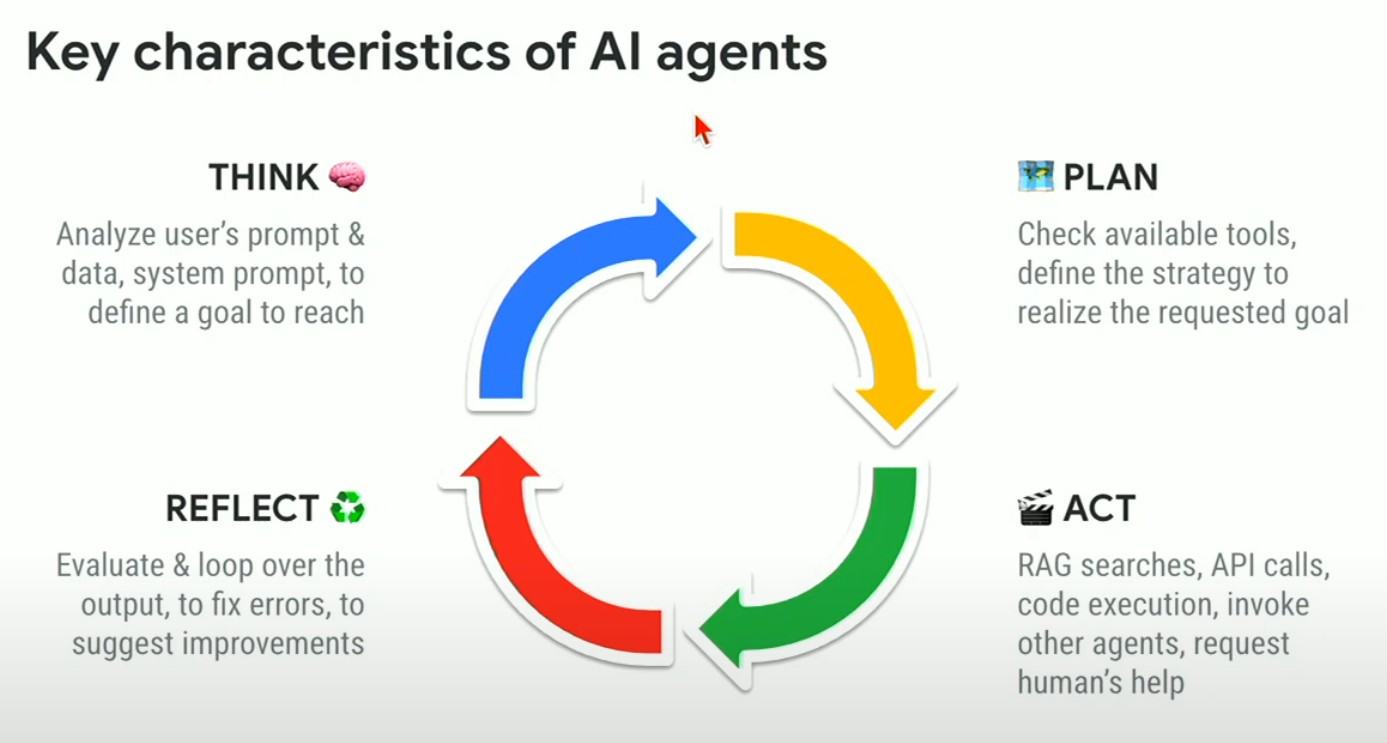 Key characteristics of AI agents
THINK 🧠
Analyze user’s prompt &
data, system prompt, to
define a goal to reach
🗺️ PLAN
Check available tools,
define the strategy to
realize the requested goal
REFLECT ♻️
Evaluate & loop over the
output, to fix errors, to
suggest improvements
🎬 ACT
RAG searches, API calls,
code execution, invoke
other agents, request
human’s help